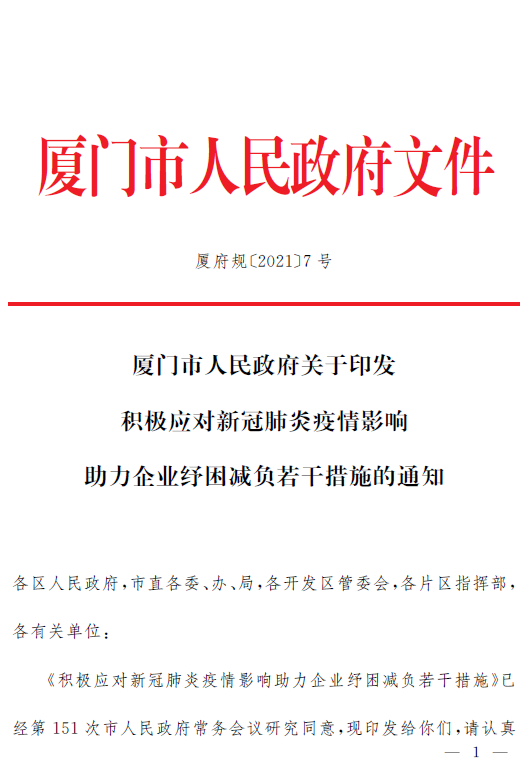 厦门市人民政府文件
厦府规〔2021〕7 号
厦门市人民政府关于印发
积极应对新冠肺炎疫情影响
助力企业纾困减负若干措施的通知
各区人民政府,市直各委、办、局,各开发区管委会,各片区指挥部,
各有关单位:
《积极应对新冠肺炎疫情影响助力企业纾困减负若干措施》已
经第 151 次市人民政府常务会议研究同意,现印发给你们,请认真
— 1 —